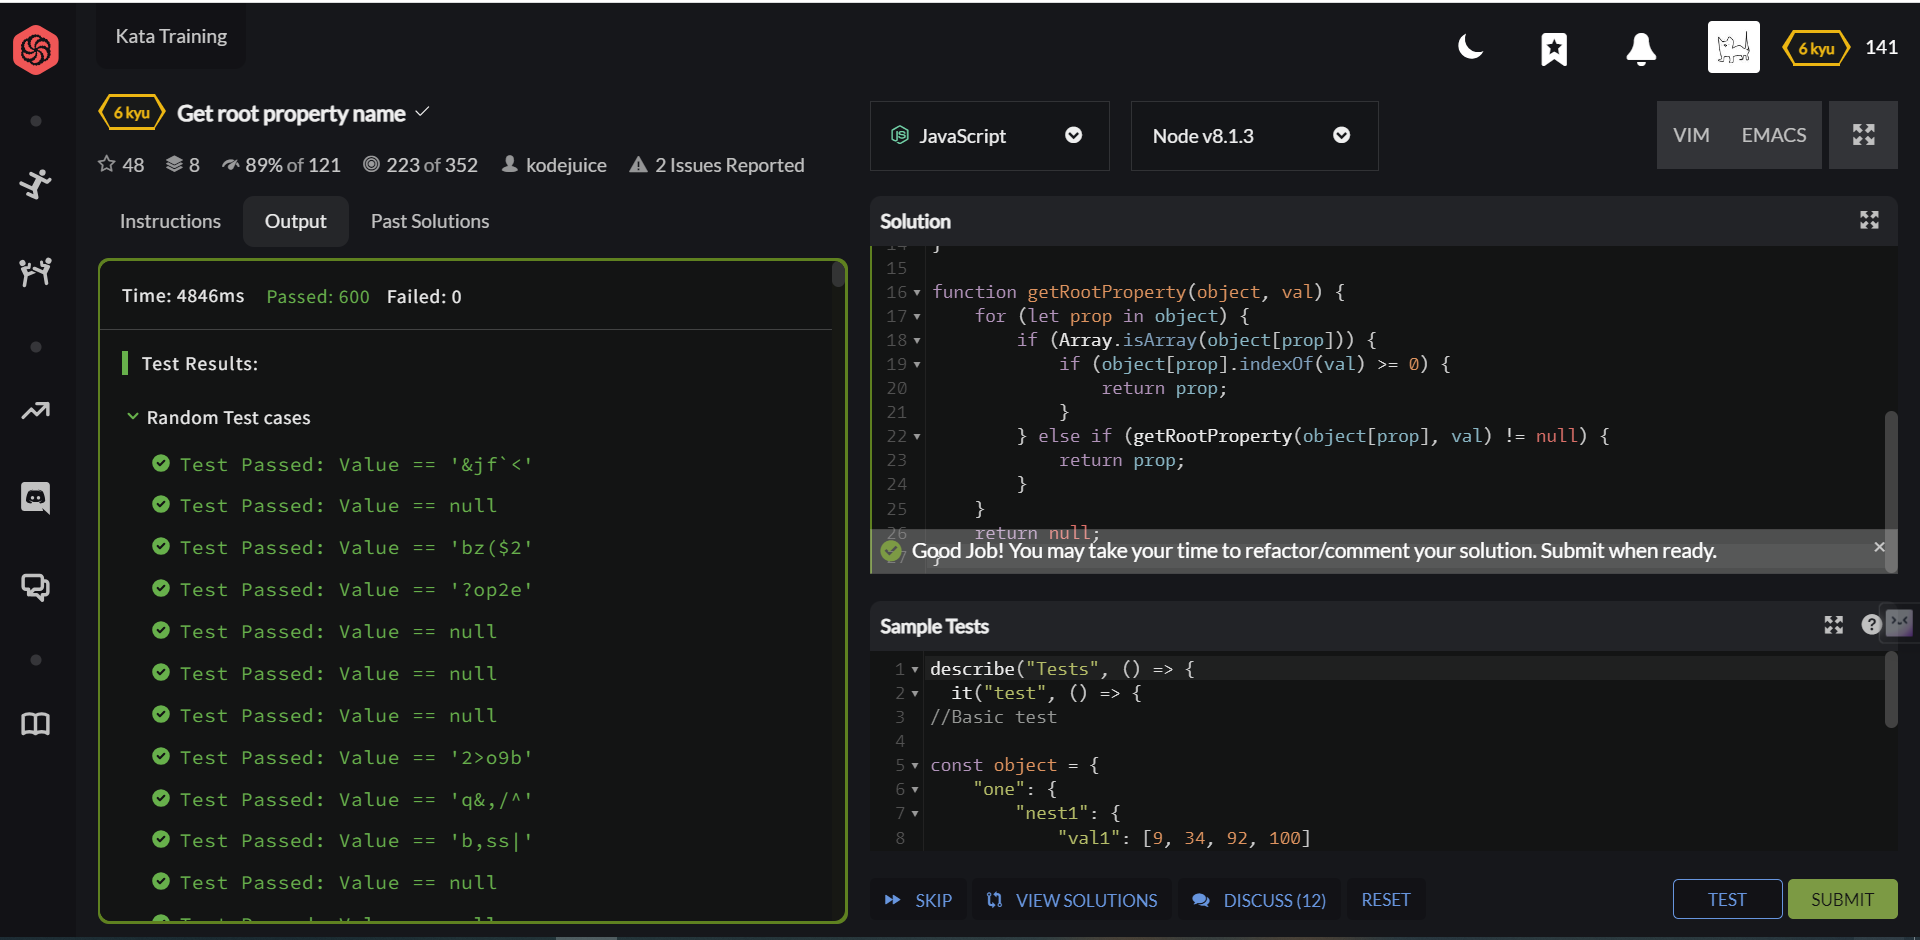 Kata Training
6 kyu 141
6 kyu Get root property name
48 8 89% of 121 223 of 352 kodejuice 2 Issues Reported
JavaScript Node v8.1.3 VIM EMACS
Instructions Output Past Solutions
Time: 4846ms Passed: 600 Failed: 0
Test Results:
Random Test cases
Test Passed: Value == '&jf`<'
Test Passed: Value == null
Test Passed: Value == 'bz($2'
Test Passed: Value == '?op2e'
Test Passed: Value == null
Test Passed: Value == null
Test Passed: Value == null
Test Passed: Value == '2>o9b'
Test Passed: Value == 'q&,/^'
Test Passed: Value == 'b,ss|'
Test Passed: Value == null
Solution
14 }
15
16 function getRootProperty(object, val) {
17 for (let prop in object) {
18 if (Array.isArray(object[prop])) {
19 if (object[prop].indexOf(val) >= 0) {
20 return prop;
21 }
22 } else if (getRootProperty(object[prop], val) != null) {
23 return prop;
24 }
25 }
26 return null;
27 }
Good Job! You may take your time to refactor/comment your solution. Submit when ready.
Sample Tests
1 describe("Tests", () => {
2 it("test", () => {
3 //Basic test
4
5 const object = {
6 "one": {
7 "nest1": {
8 "val1": [9, 34, 92, 100]
SKIP VIEW SOLUTIONS DISCUSS (12) RESET TEST SUBMIT